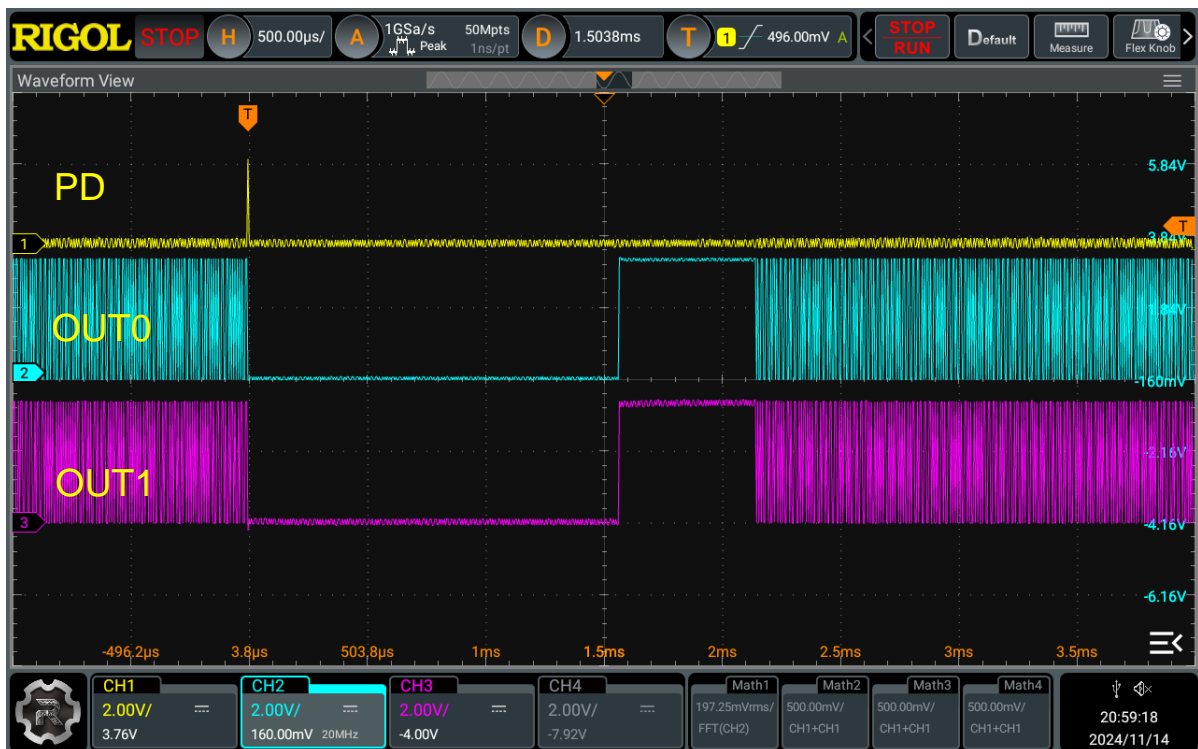 RIGOL STOP H 500.00µs/ A 1GSa/s 50Mpts D 1.5038ms T 1 496.00mV A < STOP Default Measure Flex Knob >
Peak 1ns/pt RUN
Waveform View
T
5.84V
PD
T
1
3.84V
1.84V
OUT0
2
-160mV
-2.16V
OUT1
3
-4.16V
-6.16V
-496.2µs 3.8µs 503.8µs 1ms 1.5ms 2ms 2.5ms 3ms 3.5ms
CH1 CH2 CH3 CH4 Math1 Math2 Math3 Math4
2.00V/ 2.00V/ 2.00V/ 2.00V/ 197.25mVrms/ 500.00mV/ 500.00mV/ 500.00mV/
3.76V 160.00mV 20MHz -4.00V -7.92V FFT(CH2) CH1+CH1 CH1+CH1 CH1+CH1
R
20:59:18
2024/11/14